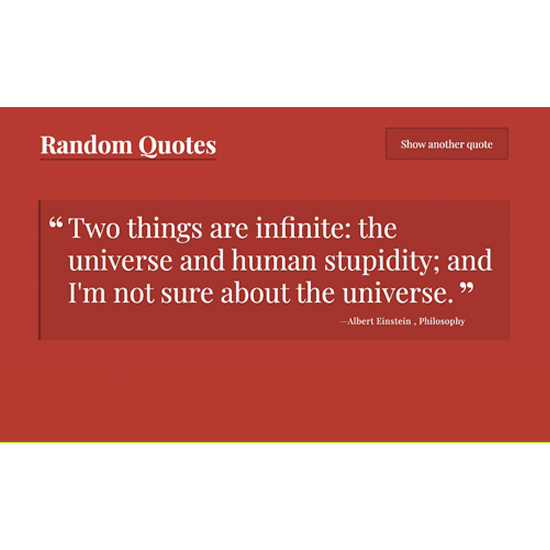 Random Quotes
Show another quote
“ Two things are infinite: the
universe and human stupidity; and
I'm not sure about the universe. ”
—Albert Einstein , Philosophy